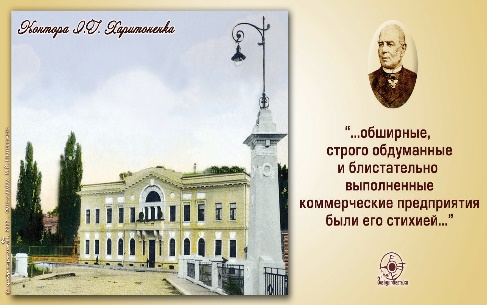 Контора И.Г. Харитоненка
“...обширные,
строго обдуманные
и блистательно
выполненные
коммерческие предприятия
были его стихией...”